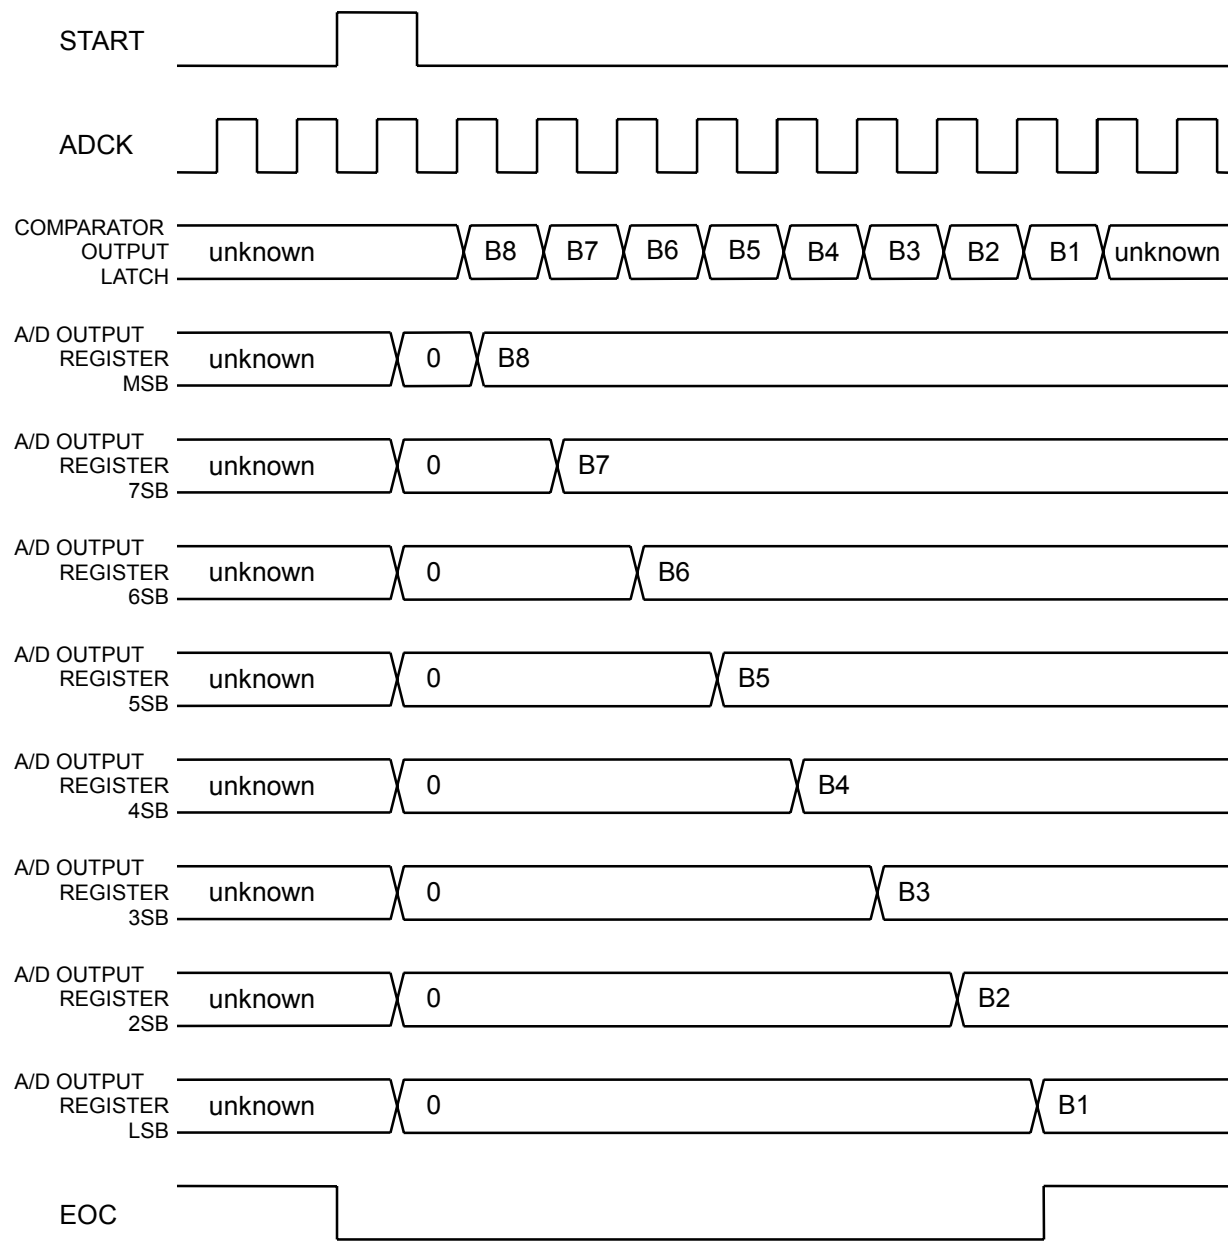 START
ADCK
COMPARATOR
OUTPUT
LATCH
unknown B8 B7 B6 B5 B4 B3 B2 B1 unknown
A/D OUTPUT
REGISTER
MSB
unknown 0 B8
A/D OUTPUT
REGISTER
7SB
unknown 0 B7
A/D OUTPUT
REGISTER
6SB
unknown 0 B6
A/D OUTPUT
REGISTER
5SB
unknown 0 B5
A/D OUTPUT
REGISTER
4SB
unknown 0 B4
A/D OUTPUT
REGISTER
3SB
unknown 0 B3
A/D OUTPUT
REGISTER
2SB
unknown 0 B2
A/D OUTPUT
REGISTER
LSB
unknown 0 B1
EOC